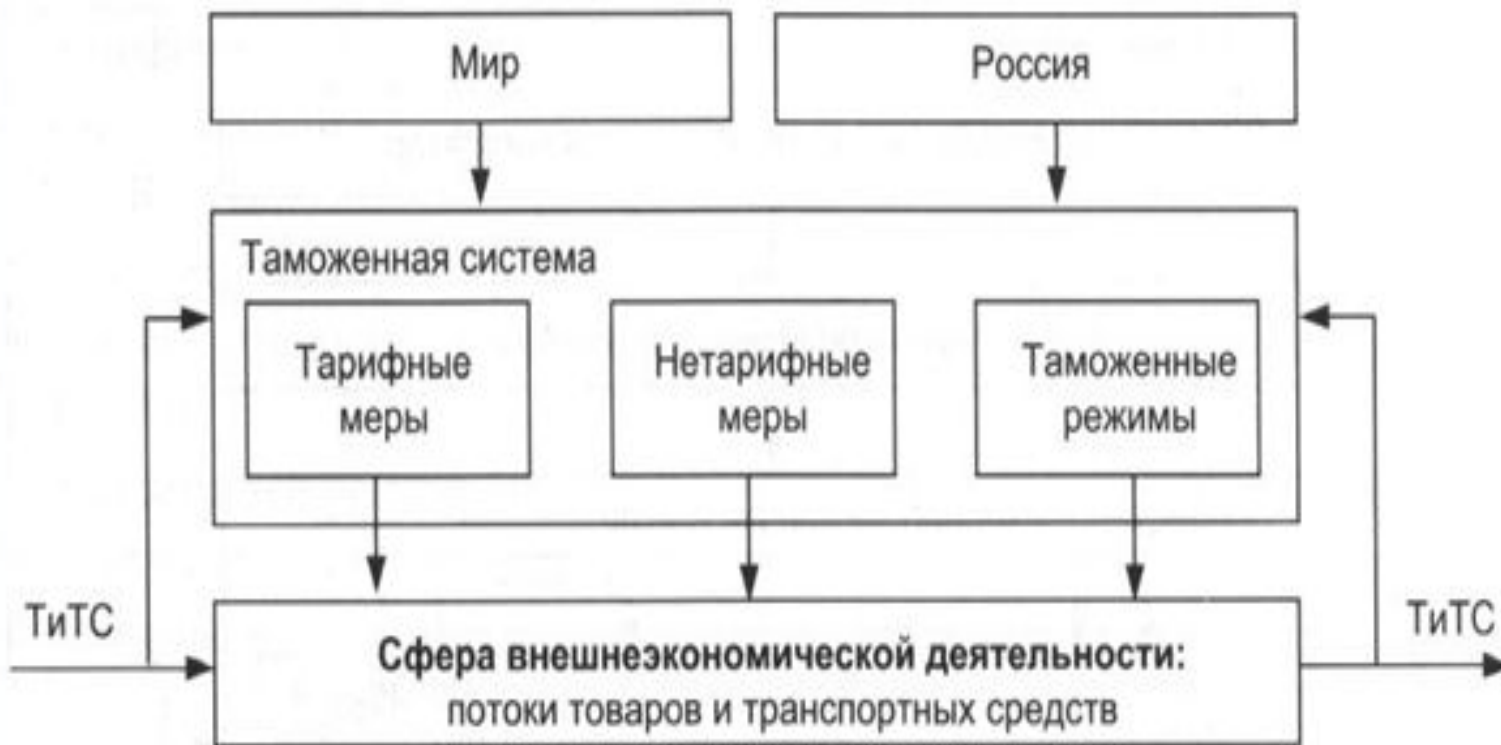 Мир
Россия
Таможенная система
Тарифные
меры
Нетарифные
меры
Таможенные
режимы
ТиТС
ТиТС
Сфера внешнеэкономической деятельности:
потоки товаров и транспортных средств